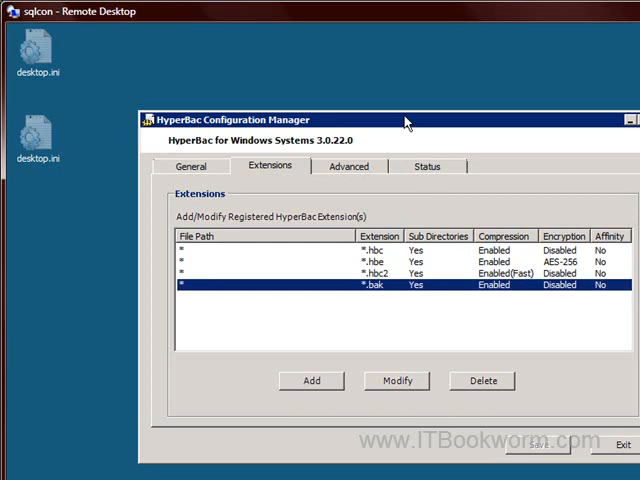 sqlcon - Remote Desktop
desktop.ini
desktop.ini
HyperBac Configuration Manager
HyperBac for Windows Systems 3.0.22.0
General Extensions Advanced Status
Extensions
Add/Modify Registered HyperBac Extension(s)
File Path Extension Sub Directories Compression Encryption Affinity
* *.hbc Yes Enabled Disabled No
* *.hbe Yes Enabled AES-256 No
* *.hbc2 Yes Enabled(Fast) Disabled No
* *.bak Yes Enabled Disabled No
Add Modify Delete
www.ITBookworm.com
Save Exit